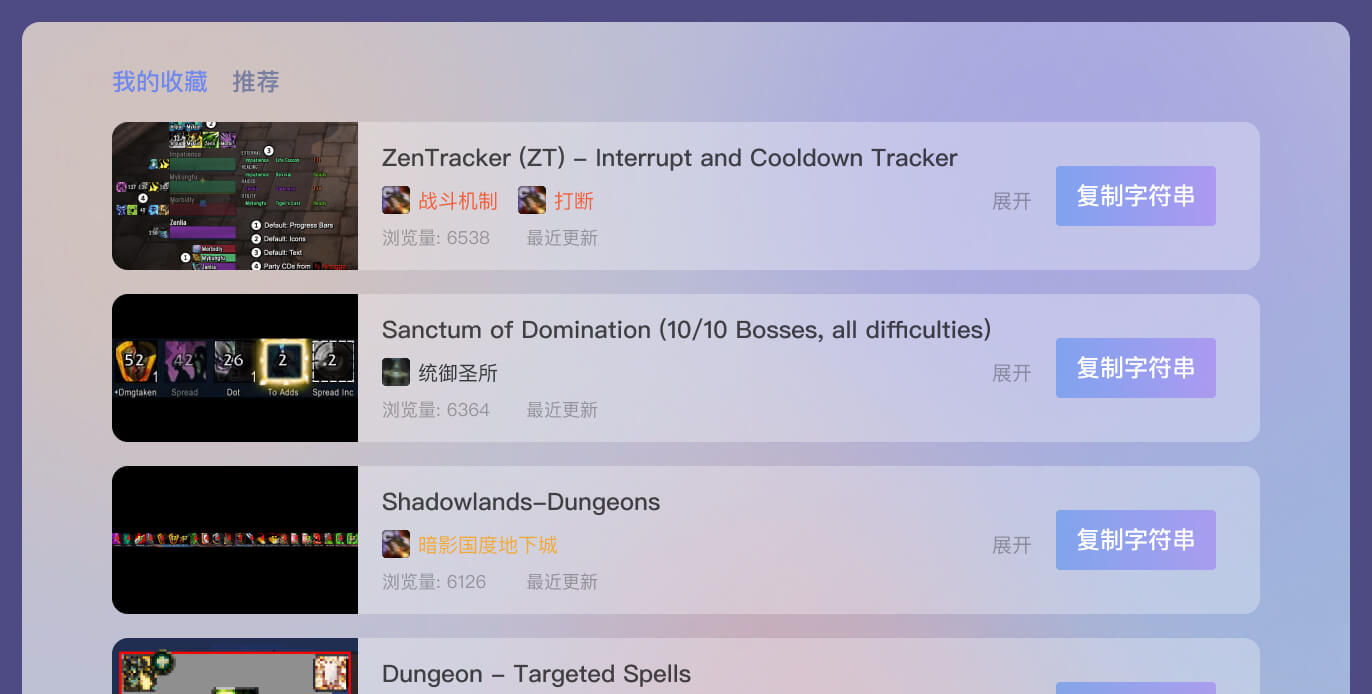 我的收藏 推荐
ZenTracker (ZT) – Interrupt and Cooldown Tracker
战斗机制 打断
展开
复制字符串
浏览量: 6538 最近更新
Impatience
Mykungfu
Morbidly
Zenlia
1 Default: Progress Bars
2 Default: Icons
3 Default: Text
4 Party CDs from
Morbidly
Mykungfu
Sanctum of Domination (10/10 Bosses, all difficulties)
统御圣所
展开
复制字符串
浏览量: 6364 最近更新
52 42 26 2 2
1 1
+Dmgtaken Spread Dot To Adds Spread Inc
Shadowlands–Dungeons
暗影国度地下城
展开
复制字符串
浏览量: 6126 最近更新
Dungeon – Targeted Spells